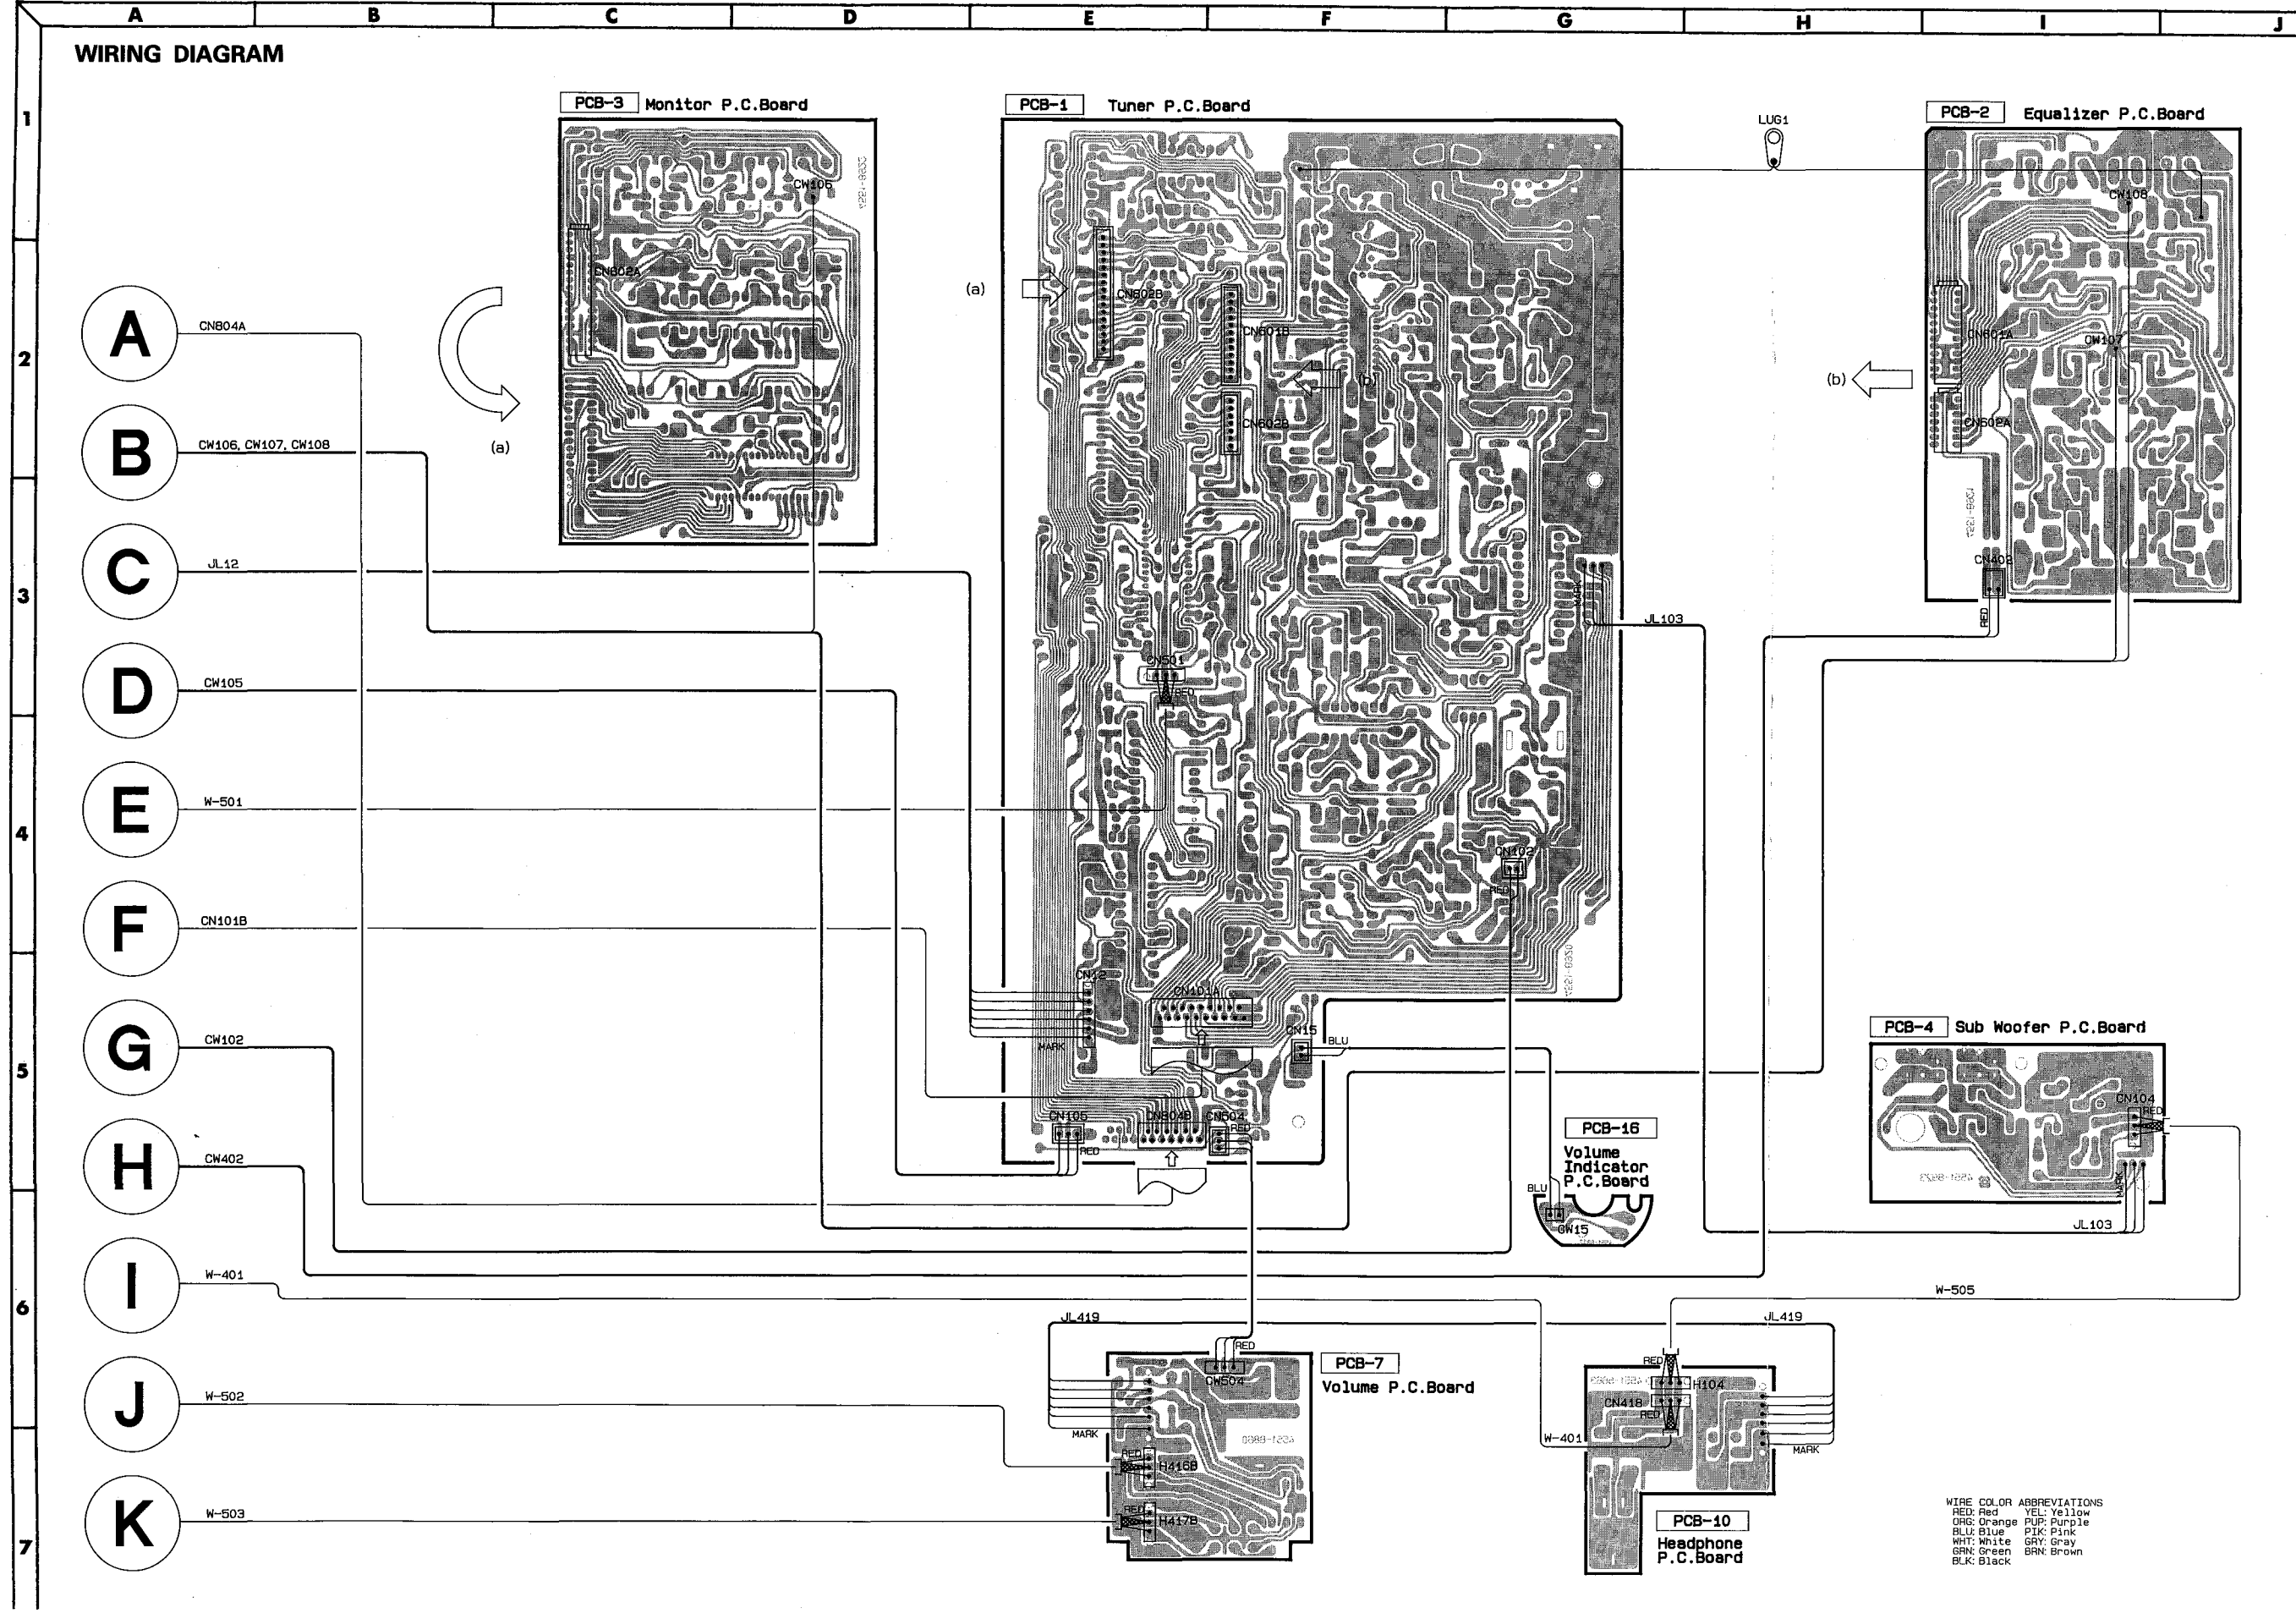 A B C D E F G H I J
WIRING DIAGRAM
1
2
3
4
5
6
7
PCB-3 Monitor P.C.Board
CW106
CN802A
(a)
PCB-1 Tuner P.C.Board
(a)
CN802B
CN601B
(b)
CN602B
CN501
RED
MARK
JL103
CN102
RED
CN12
MARK
CN101A
CN15
BLU
CN105
RED
CN804B
CN504
RED
LUG1
PCB-2 Equalizer P.C.Board
CW108
CN601A
CW107
(b)
CN602A
CN402
RED
A
CN804A
B
CW106, CW107, CW108
C
JL12
D
CW105
E
W-501
F
CN101B
G
CW102
H
CW402
I
W-401
J
W-502
K
W-503
PCB-4 Sub Woofer P.C.Board
CN104
RED
MARK
JL103
PCB-16
Volume
Indicator
P.C.Board
BLU
CW15
W-505
JL419
JL419
RED
CW504
PCB-7
Volume P.C.Board
MARK
RED
H416B
RED
H417B
RED
H104
CN418
RED
W-401
MARK
PCB-10
Headphone
P.C.Board
WIRE COLOR ABBREVIATIONS
RED: Red YEL: Yellow
ORG: Orange PUP: Purple
BLU: Blue PIK: Pink
WHT: White GRY: Gray
GRN: Green BRN: Brown
BLK: Black